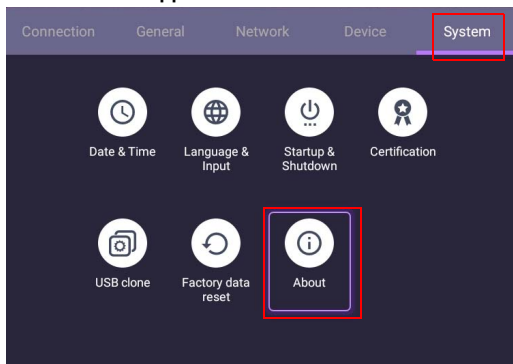 Connection General Network Device System
Date & Time Language & Input Startup & Shutdown Certification
USB clone Factory data reset About